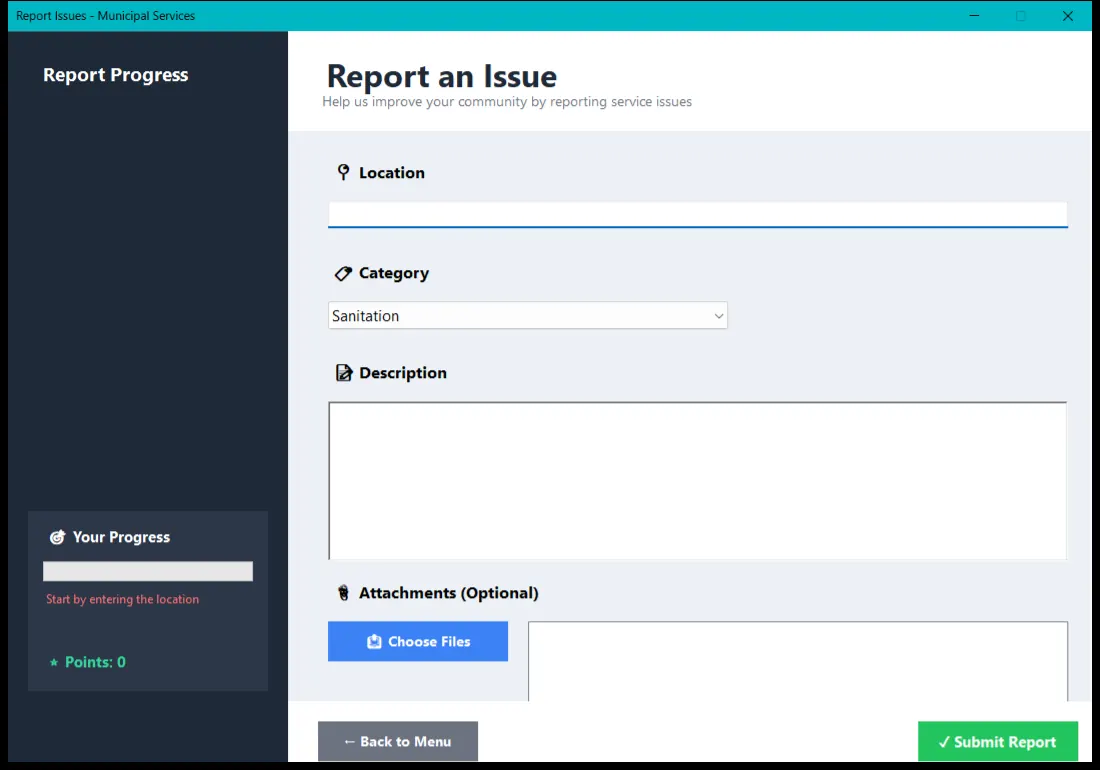 Report Issues - Municipal Services
Report Progress
Report an Issue
Help us improve your community by reporting service issues
Location
Category
Sanitation
Description
Your Progress
Start by entering the location
Points: 0
Attachments (Optional)
Choose Files
← Back to Menu
✓ Submit Report